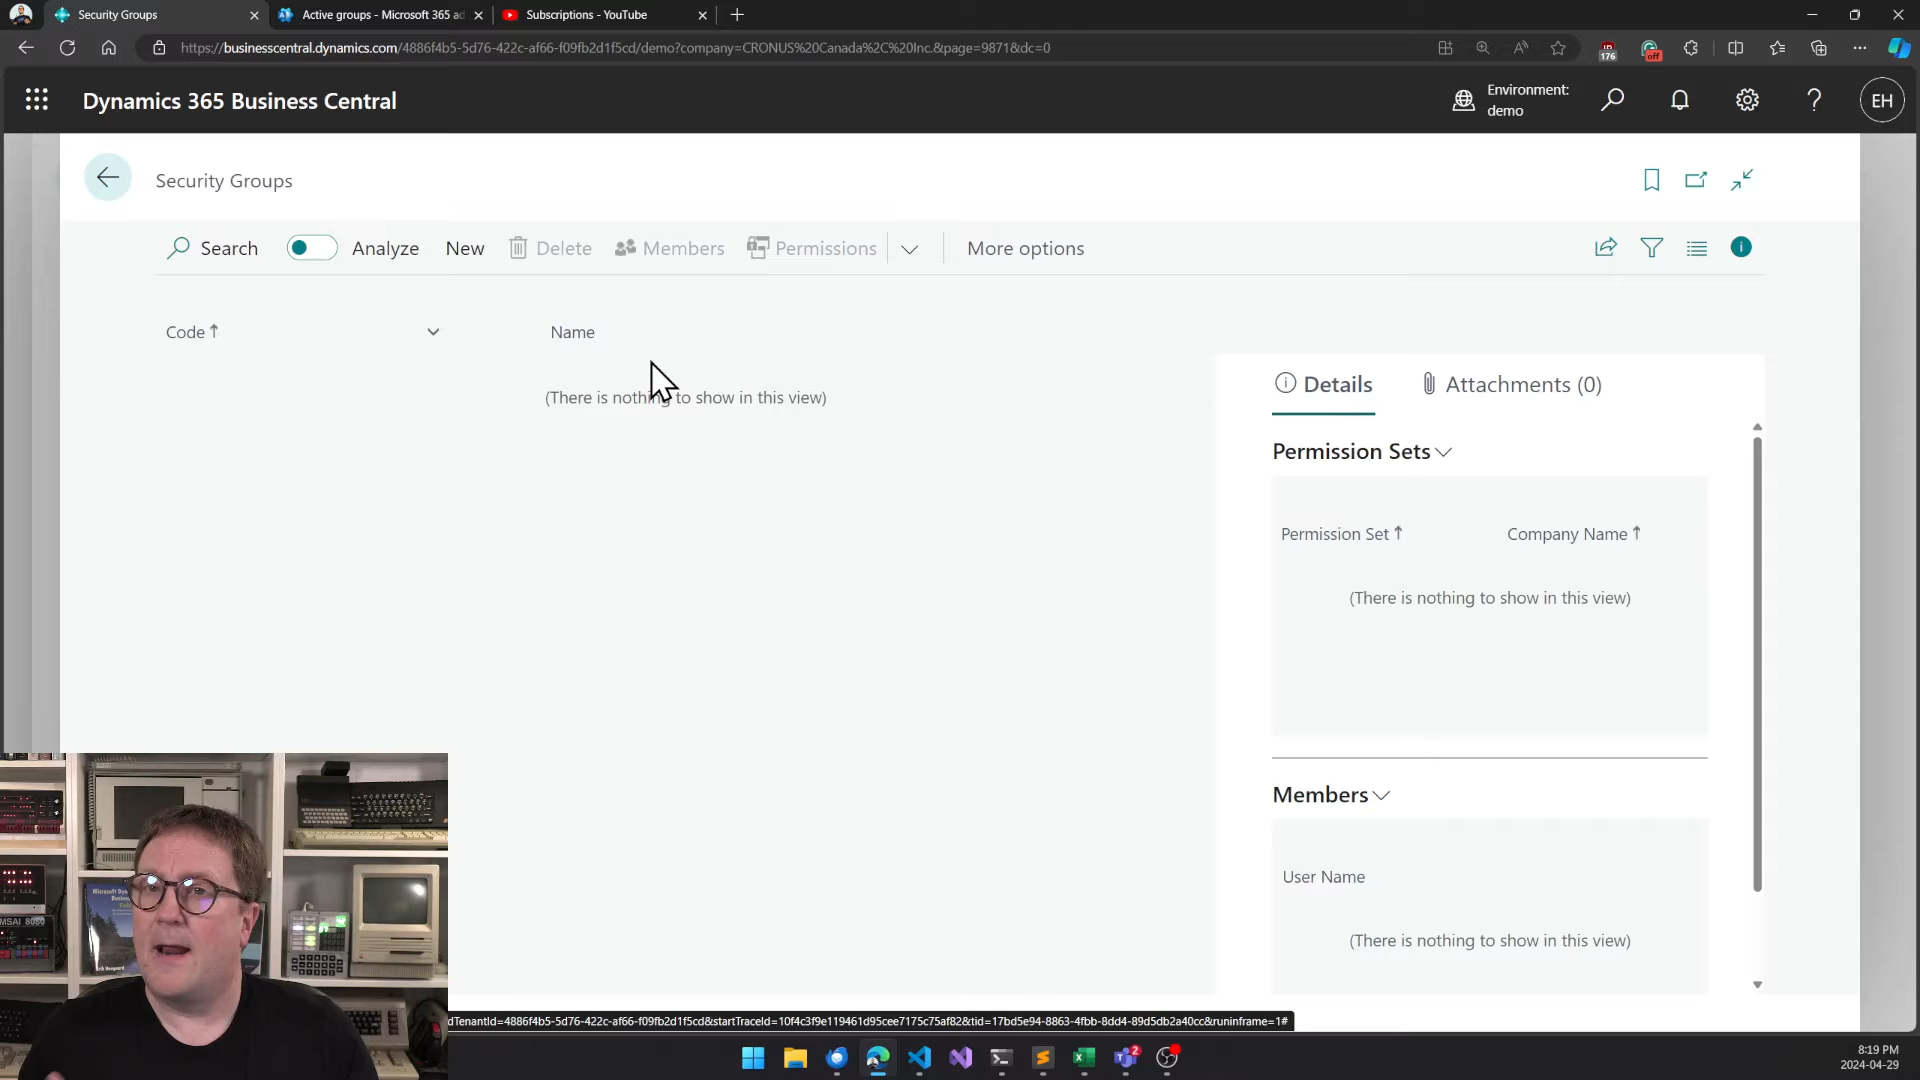 Security Groups
Active groups - Microsoft 365 ad
Subscriptions - YouTube
https://businesscentral.dynamics.com/4886f4b5-5d76-422c-af66-f09fb2d1f5cd/demo?company=CRONUS%20Canada%2C%20Inc.&page=9871&dc=0
176
off
Dynamics 365 Business Central
Environment:
demo
EH
Security Groups
Search
Analyze
New
Delete
Members
Permissions
More options
Code
Name
(There is nothing to show in this view)
Details
Attachments (0)
Permission Sets
Permission Set
Company Name
(There is nothing to show in this view)
Members
User Name
(There is nothing to show in this view)
dTenantId=4886f4b5-5d76-422c-af66-f09fb2d1f5cd&startTraceId=10f4c3f9e119461d95cee7175c75af82&tid=17bd5e94-8863-4fbb-8dd4-89d5db2a40cc&runinframe=1#
8:19 PM
2024-04-29